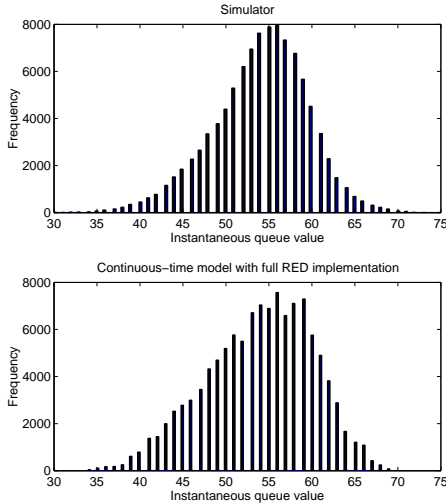 Simulator
8000
6000
4000
2000
0
Frequency
30 35 40 45 50 55 60 65 70 75
Instantaneous queue value
Continuous−time model with full RED implementation
8000
6000
4000
2000
0
Frequency
30 35 40 45 50 55 60 65 70 75
Instantaneous queue value